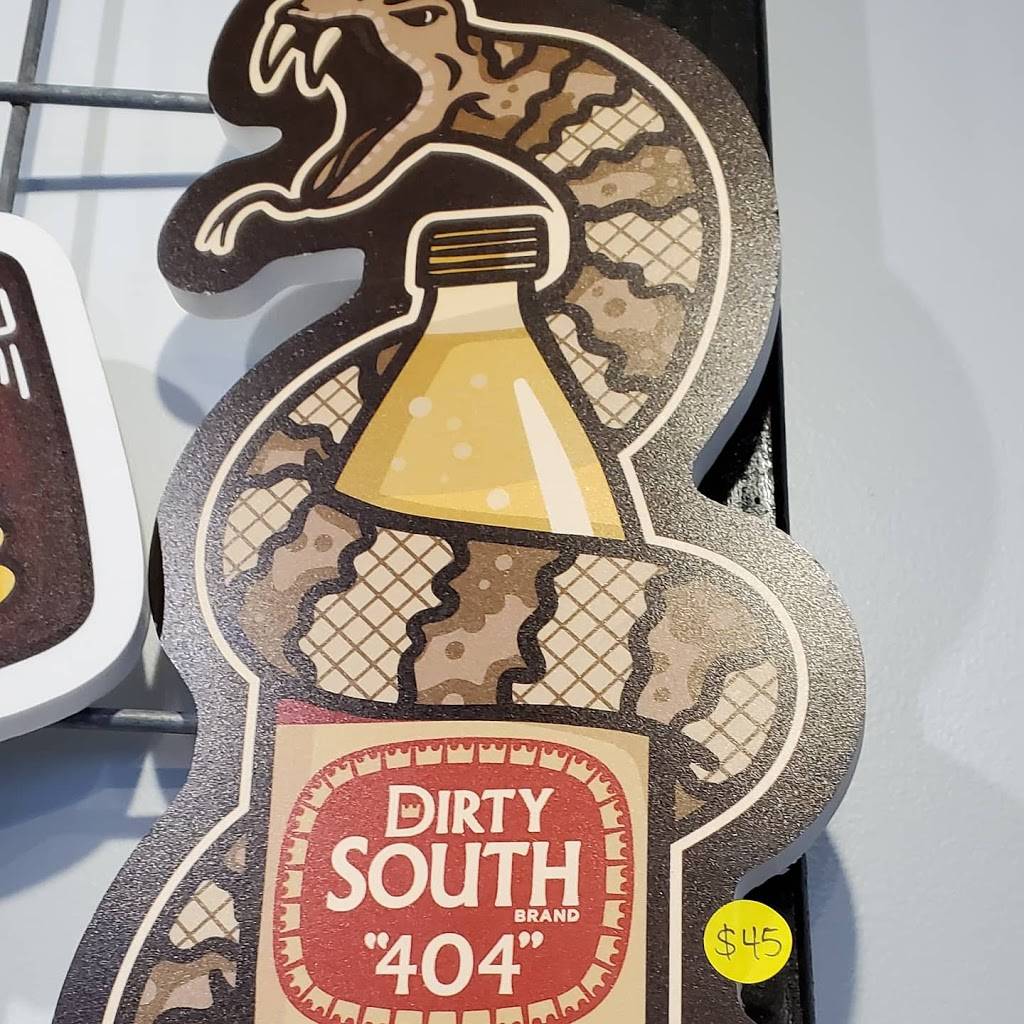 DIRTY
SOUTH
BRAND
"404"
$45